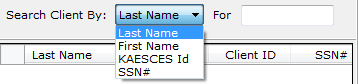 Search Client By: Last Name For
Last Name
First Name
KAESCES Id
SSN#
Last Name Client ID SSN#